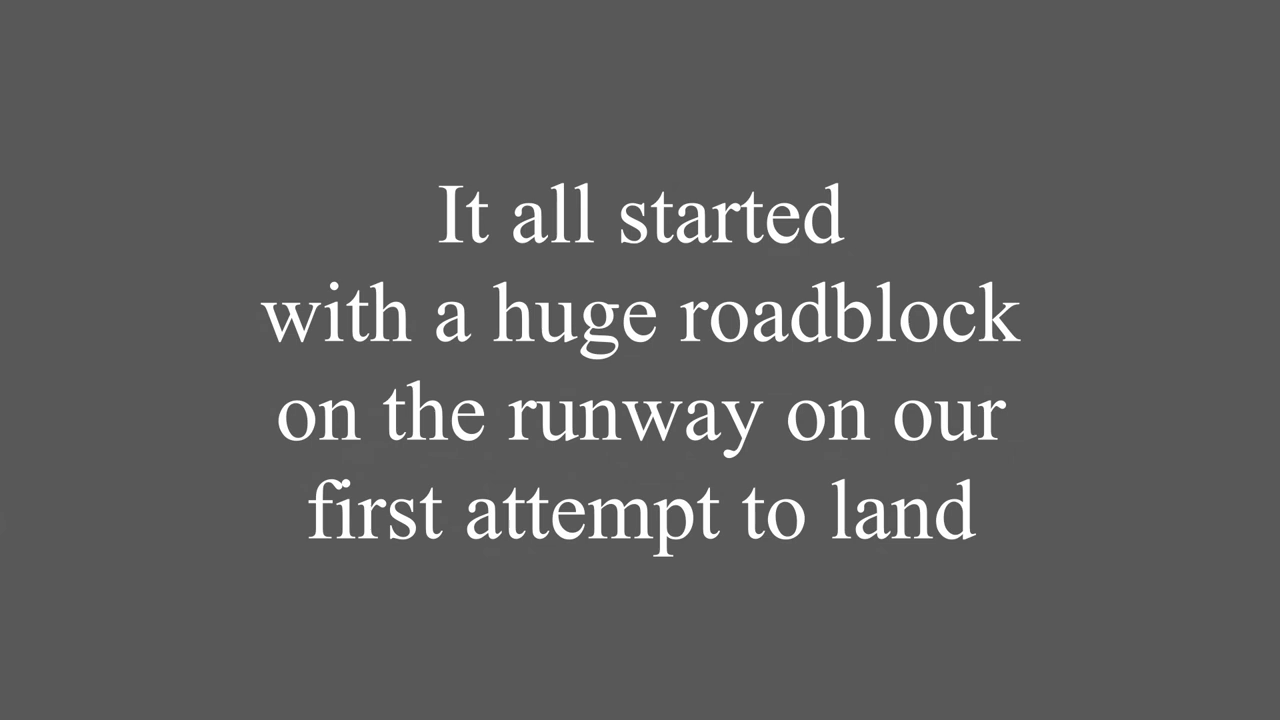 It all started
with a huge roadblock
on the runway on our
first attempt to land